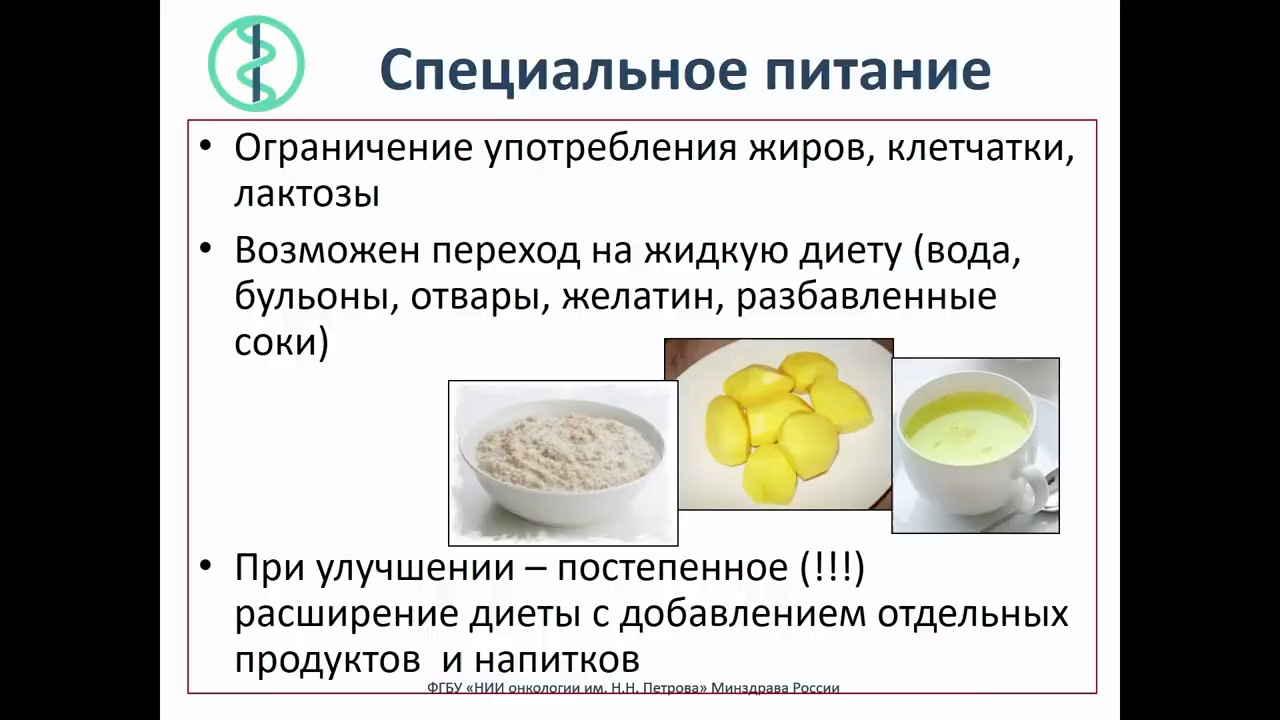 Специальное питание
• Ограничение употребления жиров, клетчатки,
лактозы
• Возможен переход на жидкую диету (вода,
бульоны, отвары, желатин, разбавленные
соки)
• При улучшении – постепенное (!!!)
расширение диеты с добавлением отдельных
продуктов и напитков
ФГБУ «НИИ онкологии им. Н.Н. Петрова» Минздрава России